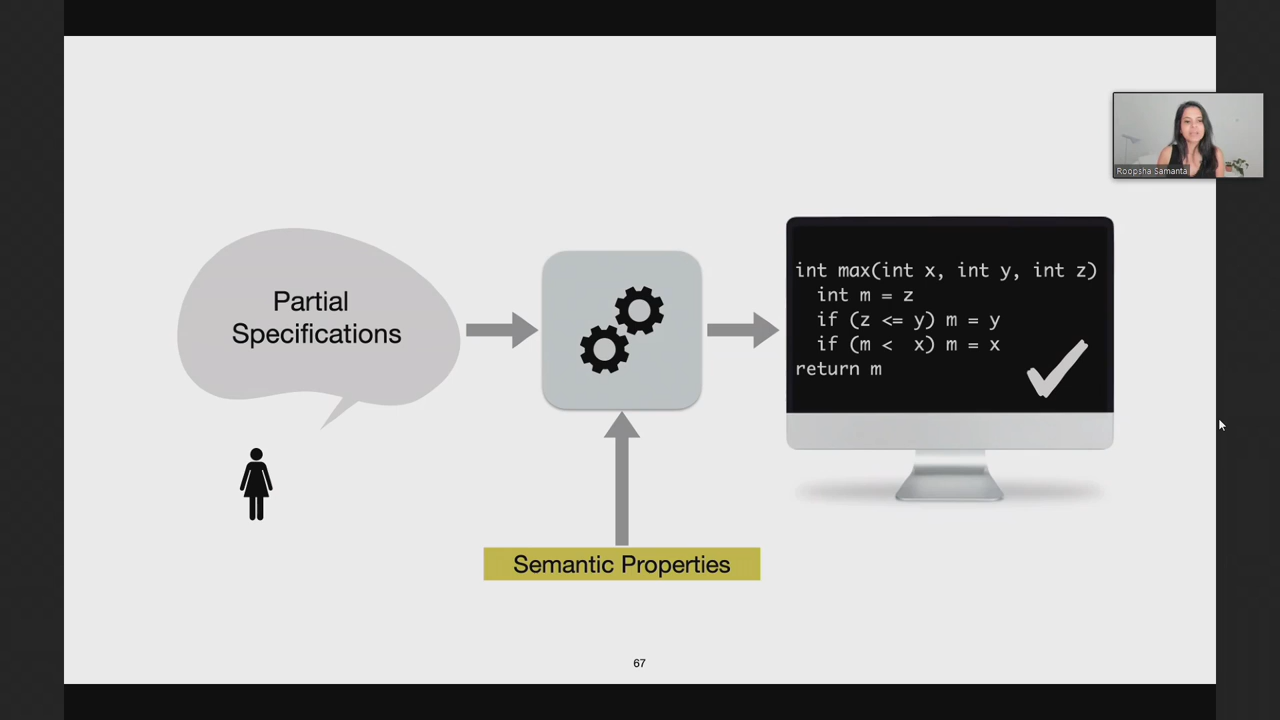 Partial
Specifications
int max(int x, int y, int z)
int m = z
if (z <= y) m = y
if (m < x) m = x
return m
Semantic Properties
67
Roopsha Samanta